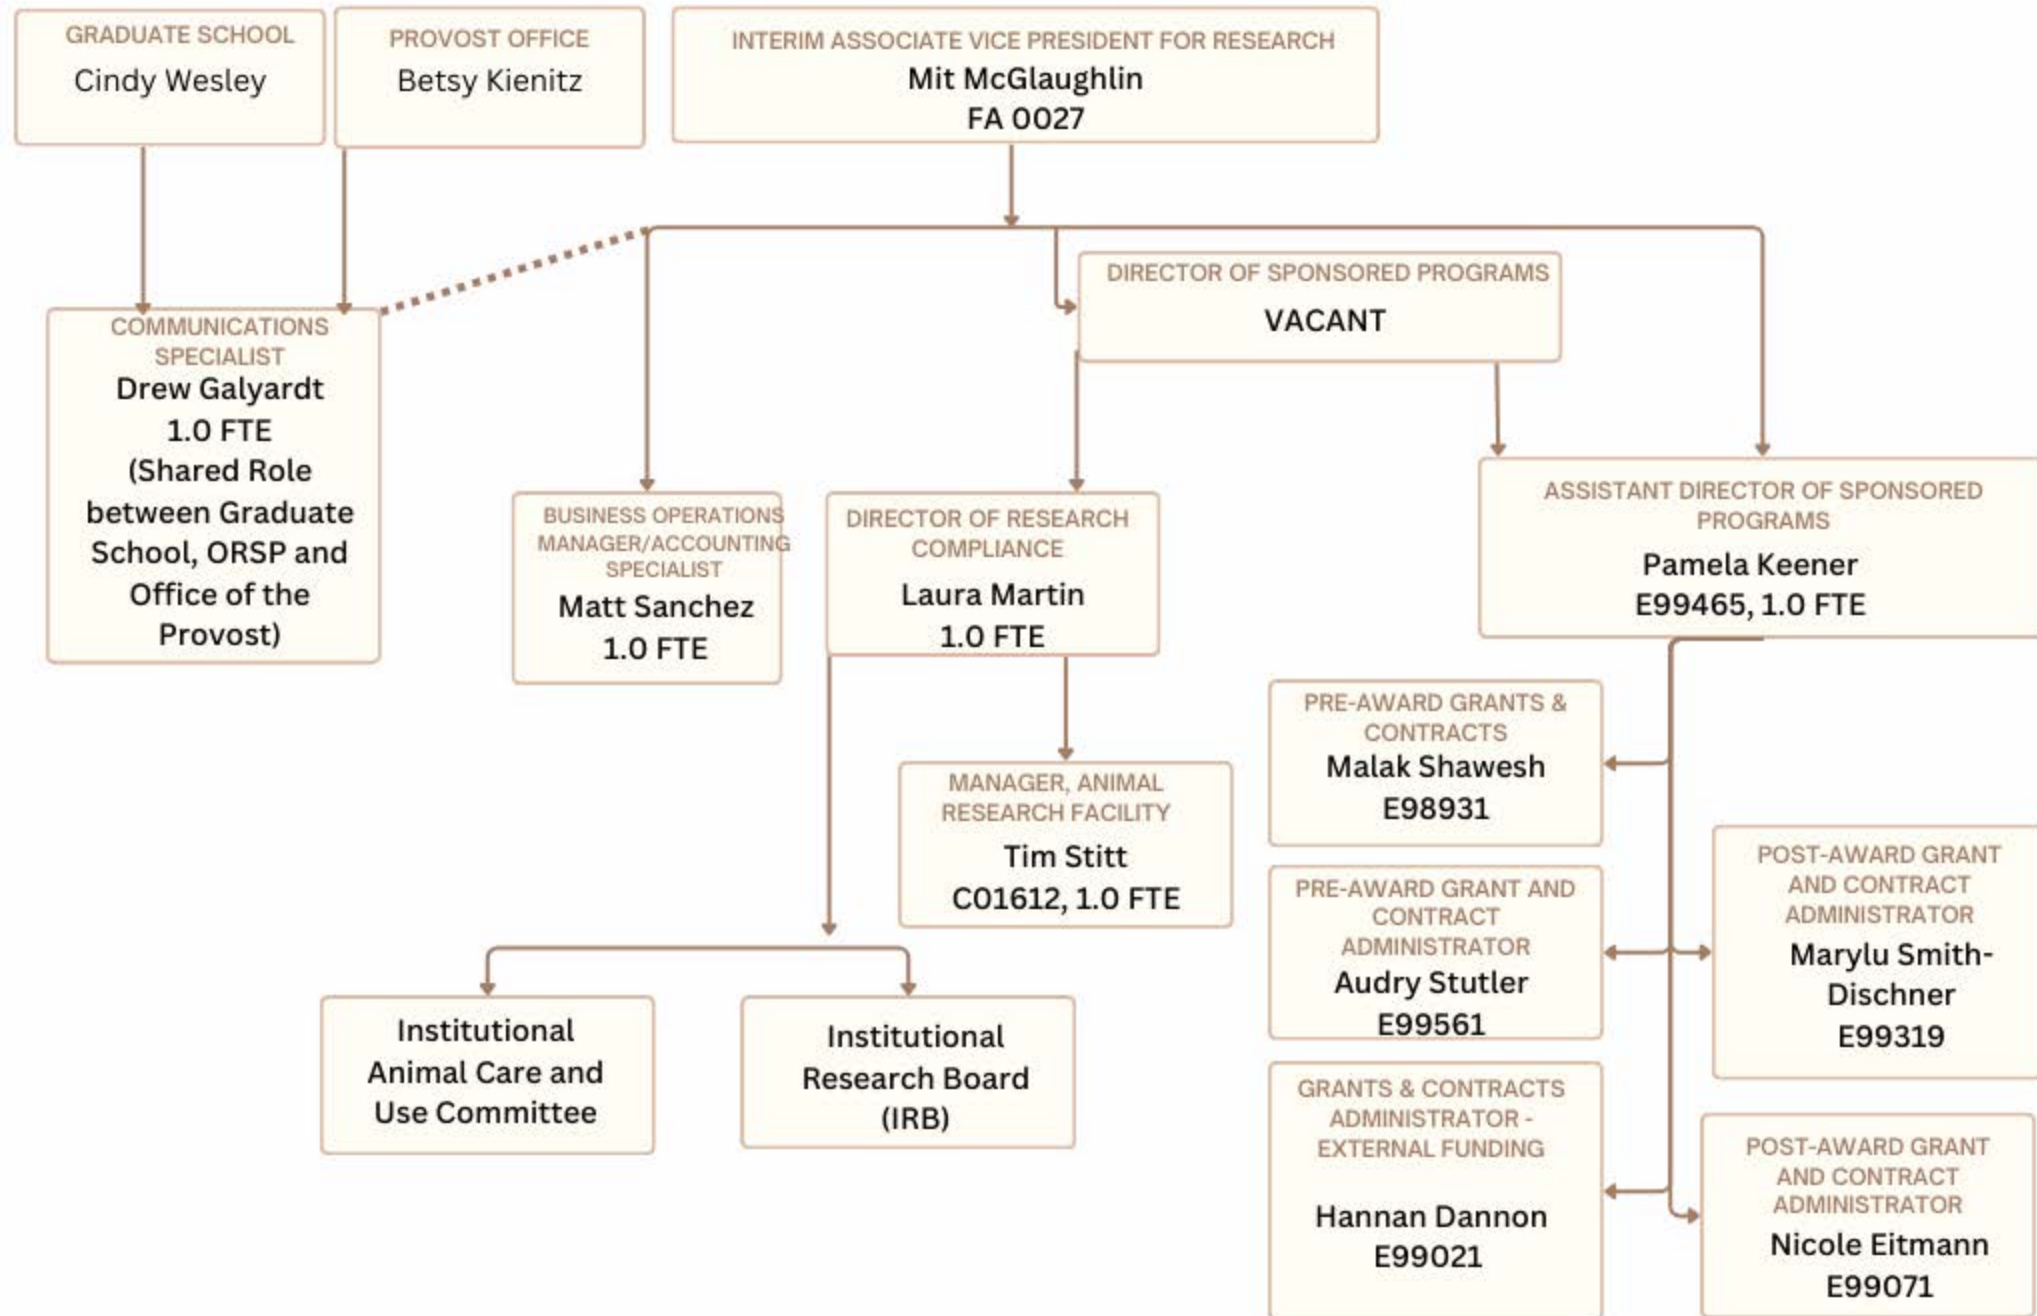 GRADUATE SCHOOL
Cindy Wesley
PROVOST OFFICE
Betsy Kienitz
INTERIM ASSOCIATE VICE PRESIDENT FOR RESEARCH
Mit McGlaughlin
FA 0027
DIRECTOR OF SPONSORED PROGRAMS
VACANT
COMMUNICATIONS
SPECIALIST
Drew Galyardt
1.0 FTE
(Shared Role
between Graduate
School, ORSP and
Office of the
Provost)
BUSINESS OPERATIONS
MANAGER/ACCOUNTING
SPECIALIST
Matt Sanchez
1.0 FTE
DIRECTOR OF RESEARCH
COMPLIANCE
Laura Martin
1.0 FTE
ASSISTANT DIRECTOR OF SPONSORED
PROGRAMS
Pamela Keener
E99465, 1.0 FTE
MANAGER, ANIMAL
RESEARCH FACILITY
Tim Stitt
C01612, 1.0 FTE
Institutional
Animal Care and
Use Committee
Institutional
Research Board
(IRB)
PRE-AWARD GRANTS &
CONTRACTS
Malak Shawesh
E98931
PRE-AWARD GRANT AND
CONTRACT
ADMINISTRATOR
Audry Stutler
E99561
GRANTS & CONTRACTS
ADMINISTRATOR -
EXTERNAL FUNDING
Hannan Dannon
E99021
POST-AWARD GRANT
AND CONTRACT
ADMINISTRATOR
Marylu Smith-
Dischner
E99319
POST-AWARD GRANT
AND CONTRACT
ADMINISTRATOR
Nicole Eitmann
E99071